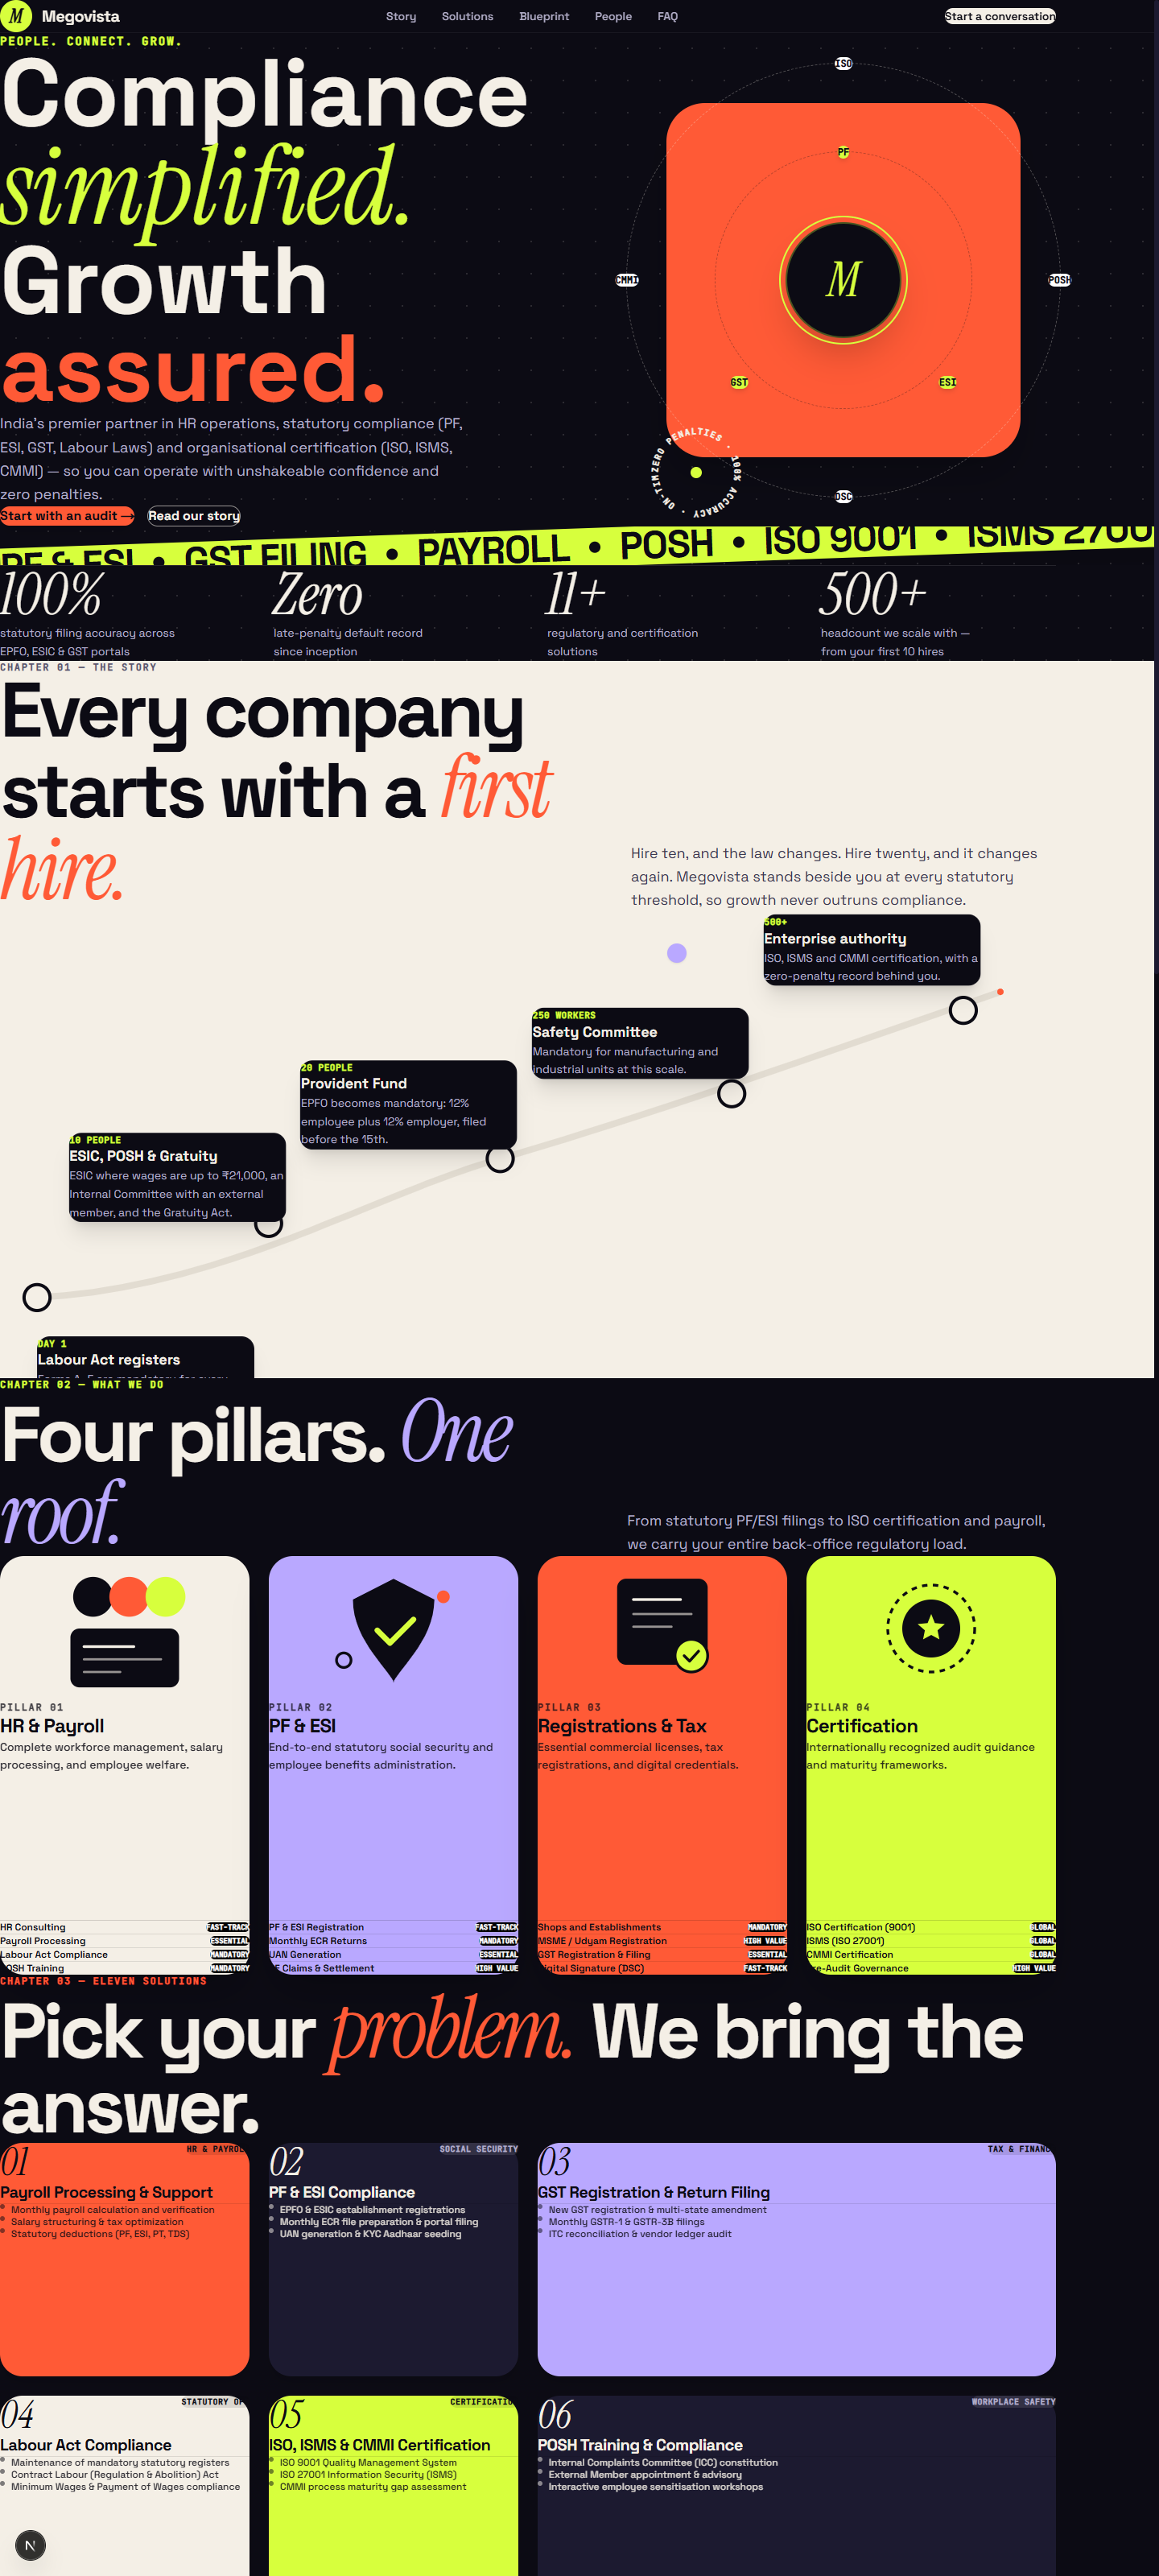 M Megovista
Story Solutions Blueprint People FAQ
Start a conversation
PEOPLE. CONNECT. GROW.
Compliance
simplified.
Growth
assured.
India's premier partner in HR operations, statutory compliance (PF,
ESI, GST, Labour Laws) and organisational certification (ISO, ISMS,
CMMI) — so you can operate with unshakeable confidence and
zero penalties.
Start with an audit →
Read our story
ISO
PF
CMMI
M
POSH
GST
ESI
DSC
ZERO PENALTIES · 100% ACCURACY · ON-TIM
PF & ESI • GST FILING • PAYROLL • POSH • ISO 9001 • ISMS 2700
100%
statutory filing accuracy across
EPFO, ESIC & GST portals
Zero
late-penalty default record
since inception
11+
regulatory and certification
solutions
500+
headcount we scale with —
from your first 10 hires
CHAPTER 01 — THE STORY
Every company
starts with a first
hire.
Hire ten, and the law changes. Hire twenty, and it changes
again. Megovista stands beside you at every statutory
threshold, so growth never outruns compliance.
500+
Enterprise authority
ISO, ISMS and CMMI certification, with a
zero-penalty record behind you.
250 WORKERS
Safety Committee
Mandatory for manufacturing and
industrial units at this scale.
20 PEOPLE
Provident Fund
EPFO becomes mandatory: 12%
employee plus 12% employer, filed
before the 15th.
10 PEOPLE
ESIC, POSH & Gratuity
ESIC where wages are up to ₹21,000, an
Internal Committee with an external
member, and the Gratuity Act.
DAY 1
Labour Act registers
CHAPTER 02 — WHAT WE DO
Four pillars. One
roof.
From statutory PF/ESI filings to ISO certification and payroll,
we carry your entire back-office regulatory load.
PILLAR 01
HR & Payroll
Complete workforce management, salary
processing, and employee welfare.
HR Consulting FAST-TRACK
Payroll Processing ESSENTIAL
Labour Act Compliance MANDATORY
POSH Training MANDATORY
PILLAR 02
PF & ESI
End-to-end statutory social security and
employee benefits administration.
PF & ESI Registration FAST-TRACK
Monthly ECR Returns MANDATORY
UAN Generation ESSENTIAL
PF Claims & Settlement HIGH VALUE
PILLAR 03
Registrations & Tax
Essential commercial licenses, tax
registrations, and digital credentials.
Shops and Establishments MANDATORY
MSME / Udyam Registration HIGH VALUE
GST Registration & Filing ESSENTIAL
Digital Signature (DSC) FAST-TRACK
PILLAR 04
Certification
Internationally recognized audit guidance
and maturity frameworks.
ISO Certification (9001) GLOBAL
ISMS (ISO 27001) GLOBAL
CMMI Certification GLOBAL
Pre-Audit Governance HIGH VALUE
CHAPTER 03 — ELEVEN SOLUTIONS
Pick your problem. We bring the
answer.
01
HR & PAYROL
Payroll Processing & Support
Monthly payroll calculation and verification
Salary structuring & tax optimization
Statutory deductions (PF, ESI, PT, TDS)
02
SOCIAL SECURITY
PF & ESI Compliance
EPFO & ESIC establishment registrations
Monthly ECR file preparation & portal filing
UAN generation & KYC Aadhaar seeding
03
TAX & FINANC
GST Registration & Return Filing
New GST registration & multi-state amendment
Monthly GSTR-1 & GSTR-3B filings
ITC reconciliation & vendor ledger audit
04
STATUTORY OP
Labour Act Compliance
Maintenance of mandatory statutory registers
Contract Labour (Regulation & Abolition) Act
Minimum Wages & Payment of Wages compliance
05
CERTIFICATIO
ISO, ISMS & CMMI Certification
ISO 9001 Quality Management System
ISO 27001 Information Security (ISMS)
CMMI process maturity gap assessment
06
WORKPLACE SAFETY
POSH Training & Compliance
Internal Complaints Committee (ICC) constitution
External Member appointment & advisory
Interactive employee sensitisation workshops
N